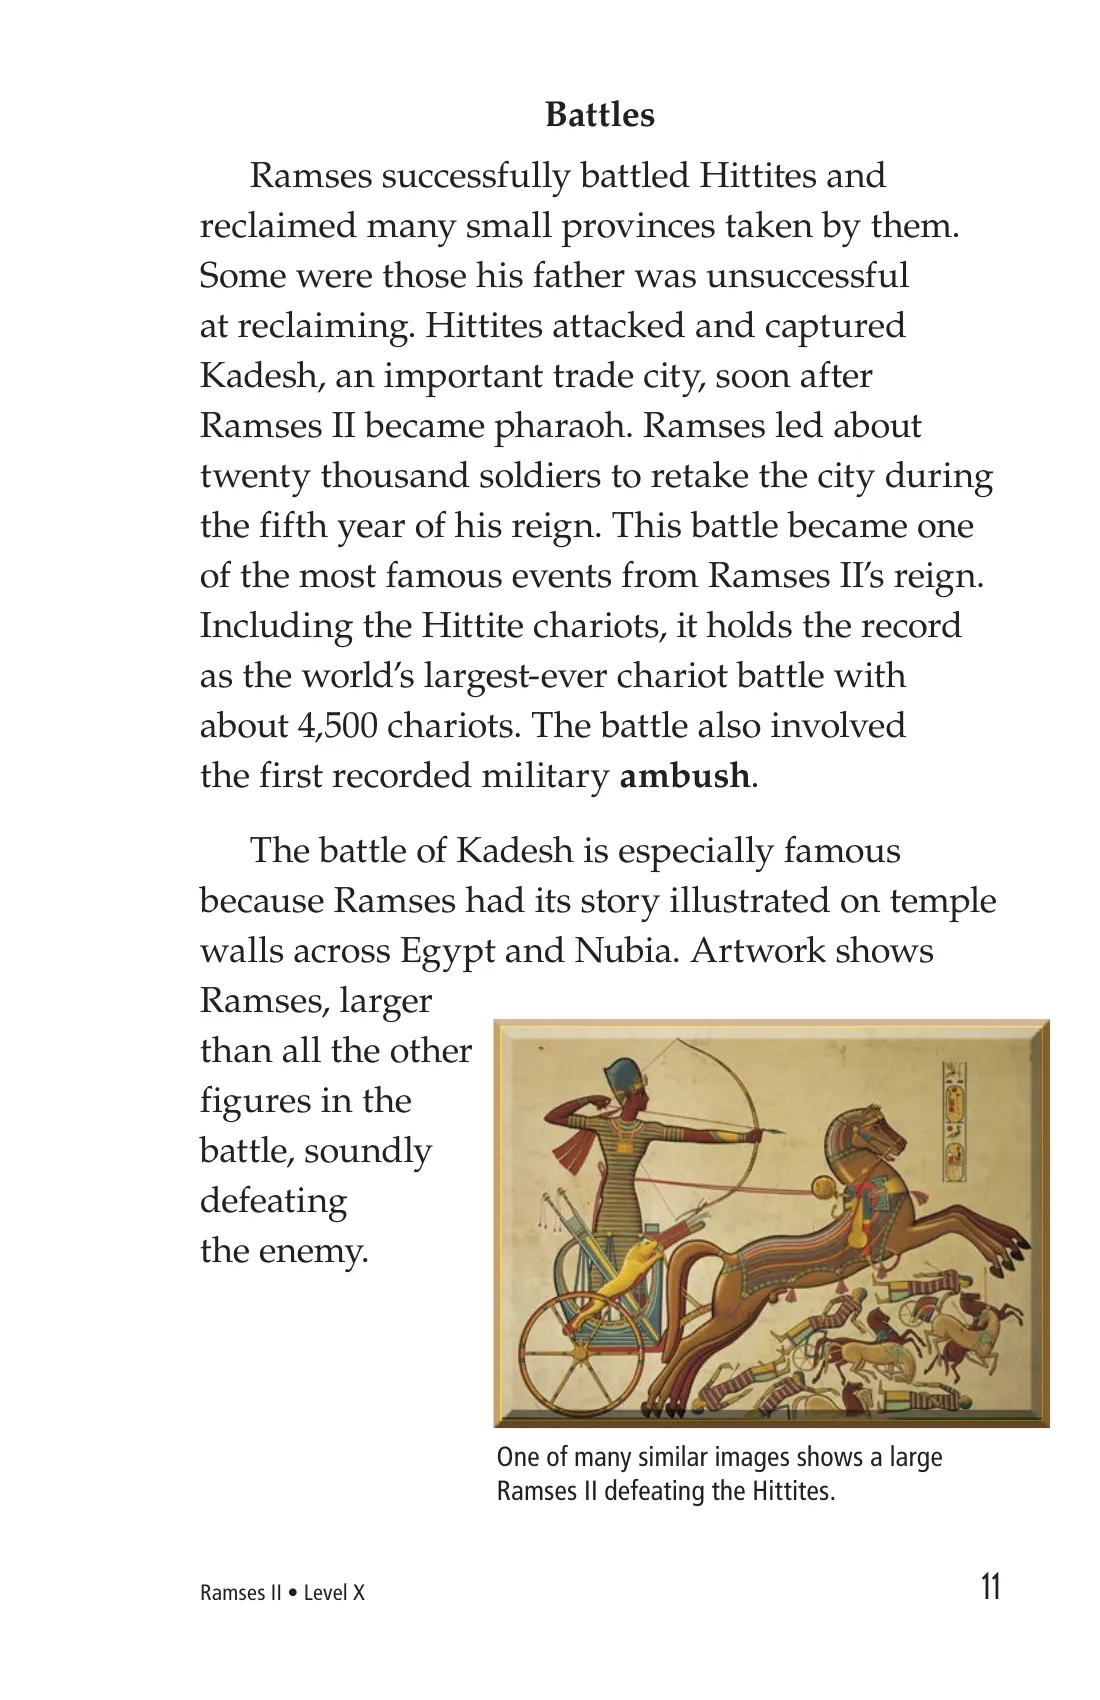 Battles
Ramses successfully battled Hittites and
reclaimed many small provinces taken by them.
Some were those his father was unsuccessful
at reclaiming. Hittites attacked and captured
Kadesh, an important trade city, soon after
Ramses II became pharaoh. Ramses led about
twenty thousand soldiers to retake the city during
the fifth year of his reign. This battle became one
of the most famous events from Ramses II’s reign.
Including the Hittite chariots, it holds the record
as the world’s largest-ever chariot battle with
about 4,500 chariots. The battle also involved
the first recorded military ambush.
The battle of Kadesh is especially famous
because Ramses had its story illustrated on temple
walls across Egypt and Nubia. Artwork shows
Ramses, larger
than all the other
figures in the
battle, soundly
defeating
the enemy.
One of many similar images shows a large
Ramses II defeating the Hittites.
Ramses II • Level X
11